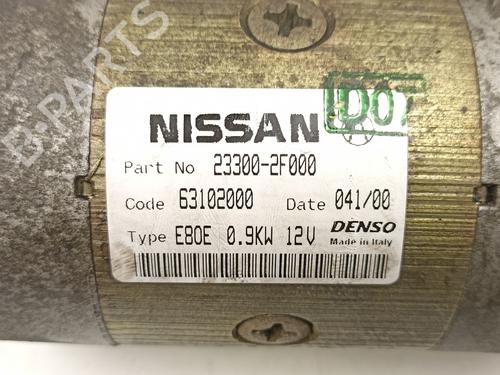 B-PARTS
ID07
NISSAN
Part No 23300-2F000
Code 63102000 Date 041/00
Type E80E 0.9KW 12V DENSO
Made in Italy